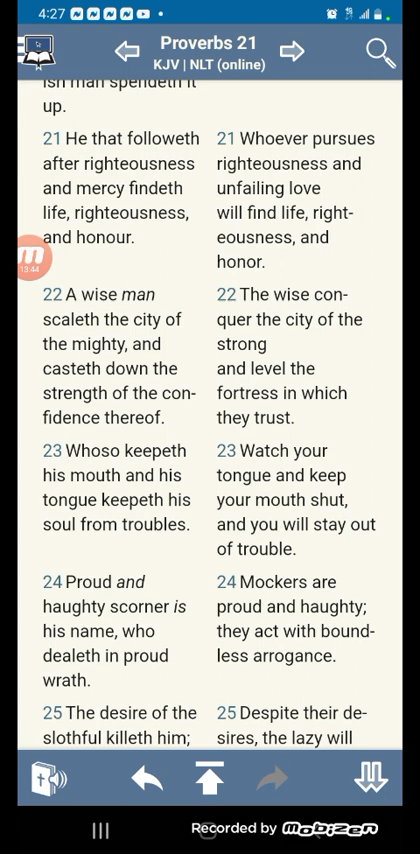 4:27
Proverbs 21
KJV | NLT (online)
ish man spendeth it
up.
21 He that followeth
after righteousness
and mercy findeth
life, righteousness,
and honour.
22 A wise man
scaleth the city of
the mighty, and
casteth down the
strength of the con-
fidence thereof.
23 Whoso keepeth
his mouth and his
tongue keepeth his
soul from troubles.
24 Proud and
haughty scorner is
his name, who
dealeth in proud
wrath.
25 The desire of the
slothful killeth him;
21 Whoever pursues
righteousness and
unfailing love
will find life, right-
eousness, and
honor.
22 The wise con-
quer the city of the
strong
and level the
fortress in which
they trust.
23 Watch your
tongue and keep
your mouth shut,
and you will stay out
of trouble.
24 Mockers are
proud and haughty;
they act with bound-
less arrogance.
25 Despite their de-
sires, the lazy will
m
13:44
Recorded by mobizen